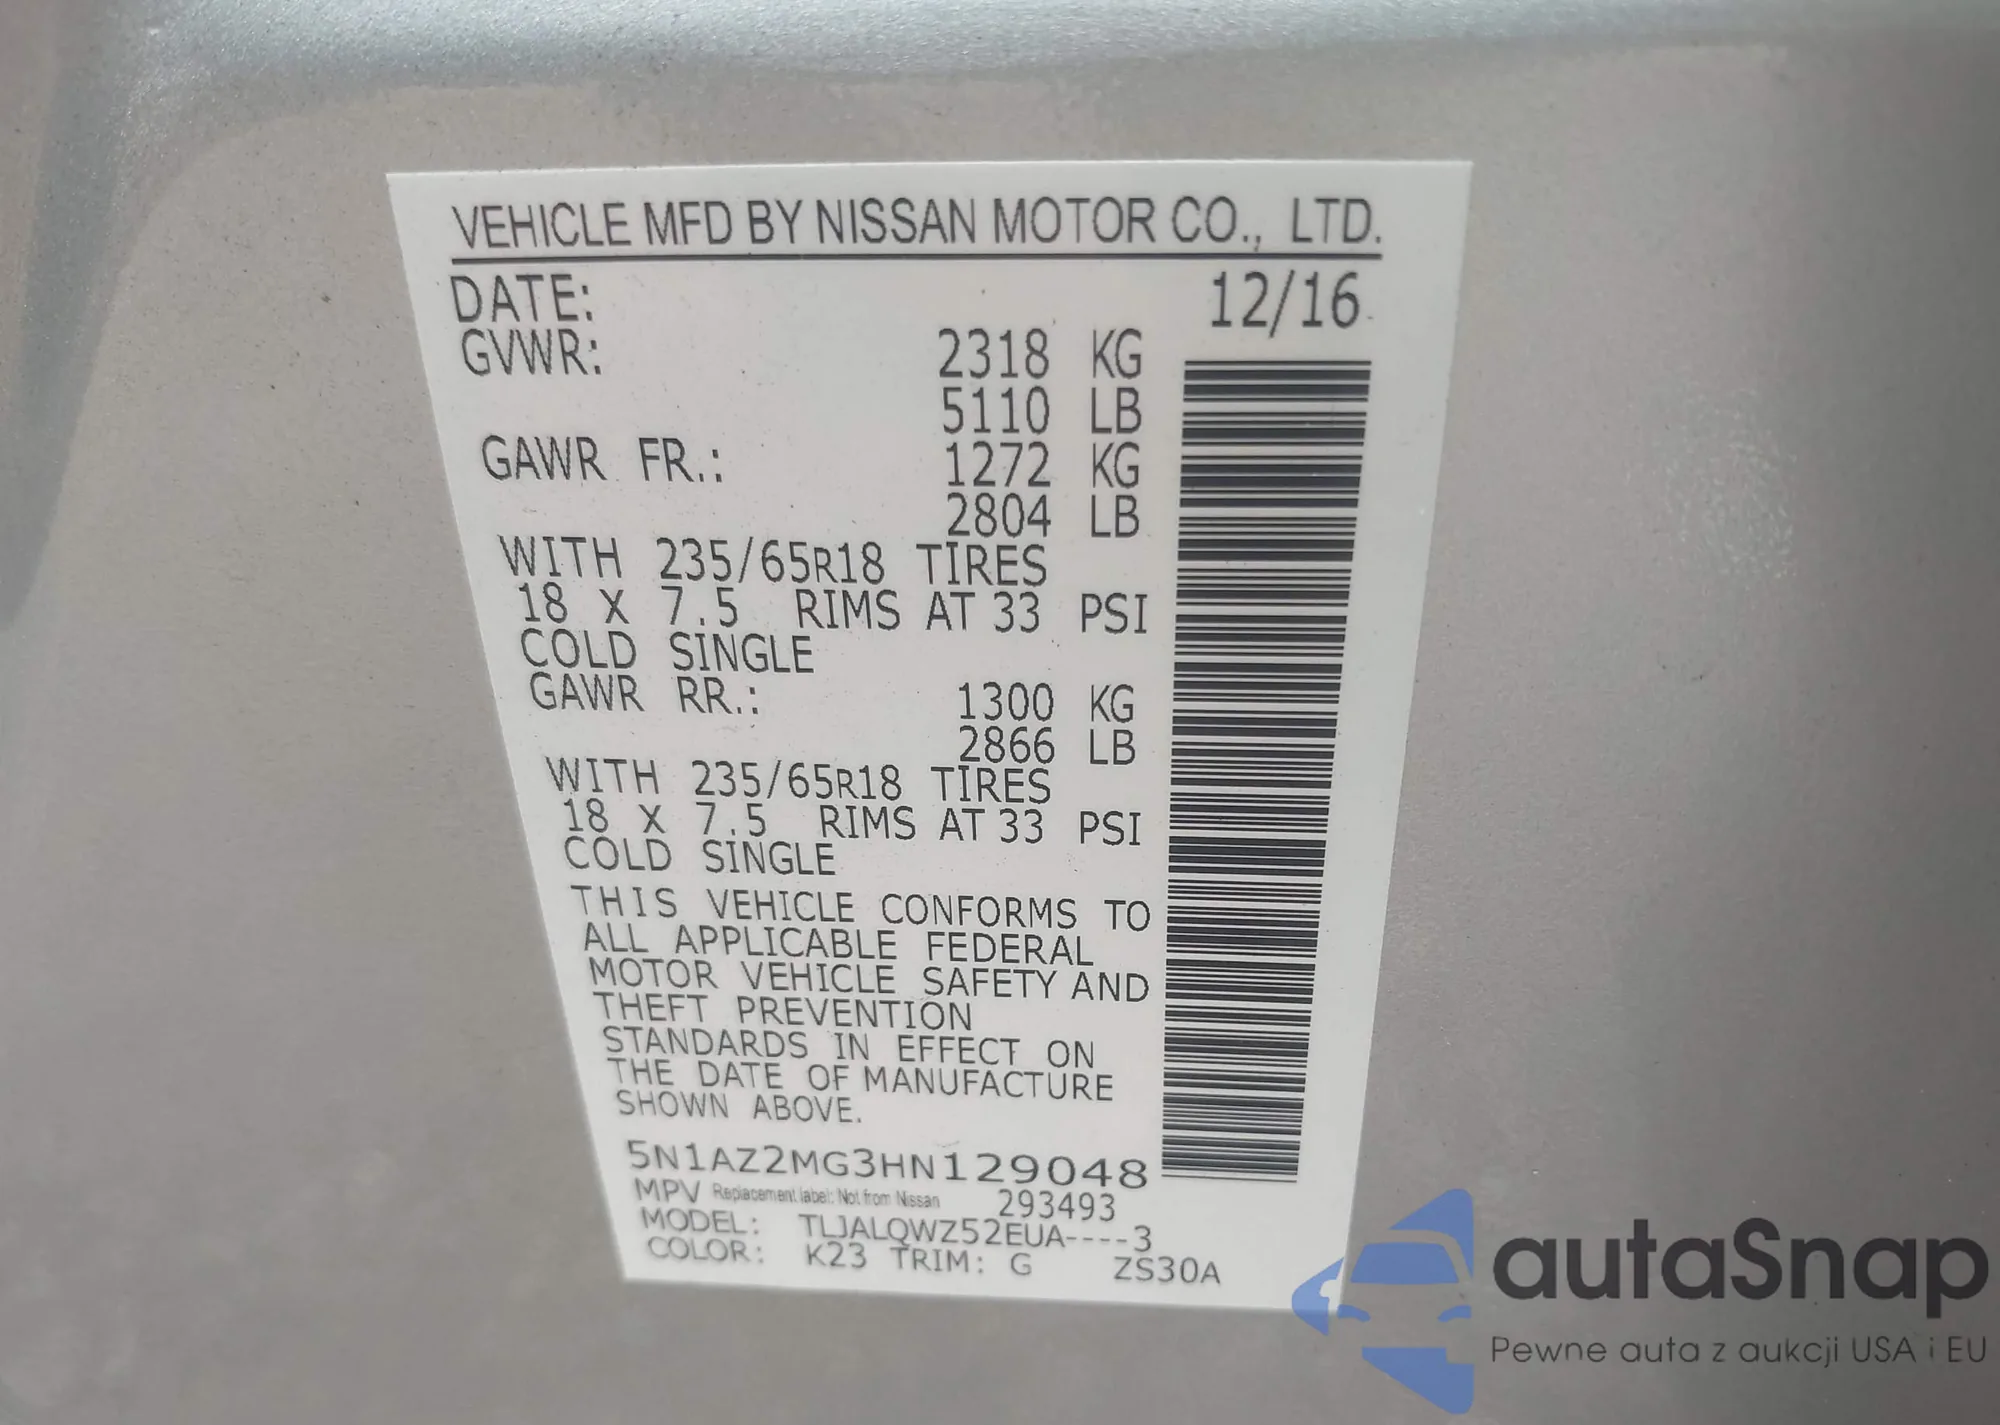 VEHICLE MFD BY NISSAN MOTOR CO., LTD.
DATE: 12/16
GVWR: 2318 KG
5110 LB
GAWR FR.: 1272 KG
2804 LB
WITH 235/65R18 TIRES
18 X 7.5 RIMS AT 33 PSI
COLD SINGLE
GAWR RR.: 1300 KG
2866 LB
WITH 235/65R18 TIRES
18 X 7.5 RIMS AT 33 PSI
COLD SINGLE
THIS VEHICLE CONFORMS TO
ALL APPLICABLE FEDERAL
MOTOR VEHICLE SAFETY AND
THEFT PREVENTION
STANDARDS IN EFFECT ON
THE DATE OF MANUFACTURE
SHOWN ABOVE.
5N1AZ2MG3HN129048
MPV Replacement label: Not from Nissan 293493
MODEL: TLJALQWZ52EUA----3
COLOR: K23 TRIM: G ZS30A
autaSnap
Pewne auta z aukcji USA i EU